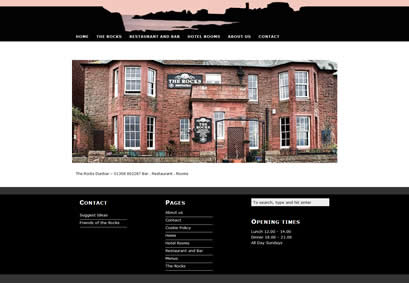 HOME THE ROCKS RESTAURANT AND BAR HOTEL ROOMS ABOUT US CONTACT
THE ROCKS
THE
ROCKS
The Rocks Dunbar – 01368 862287 Bar . Restaurant . Rooms
CONTACT
Suggest Ideas
Friends of the Rocks
PAGES
About us
Contact
Cookie Policy
Home
Hotel Rooms
Restaurant and Bar
Menus
The Rocks
To search, type and hit enter
OPENING TIMES
Lunch 12.00 - 14.00
Dinner 18.00 - 21.00
All Day Sundays